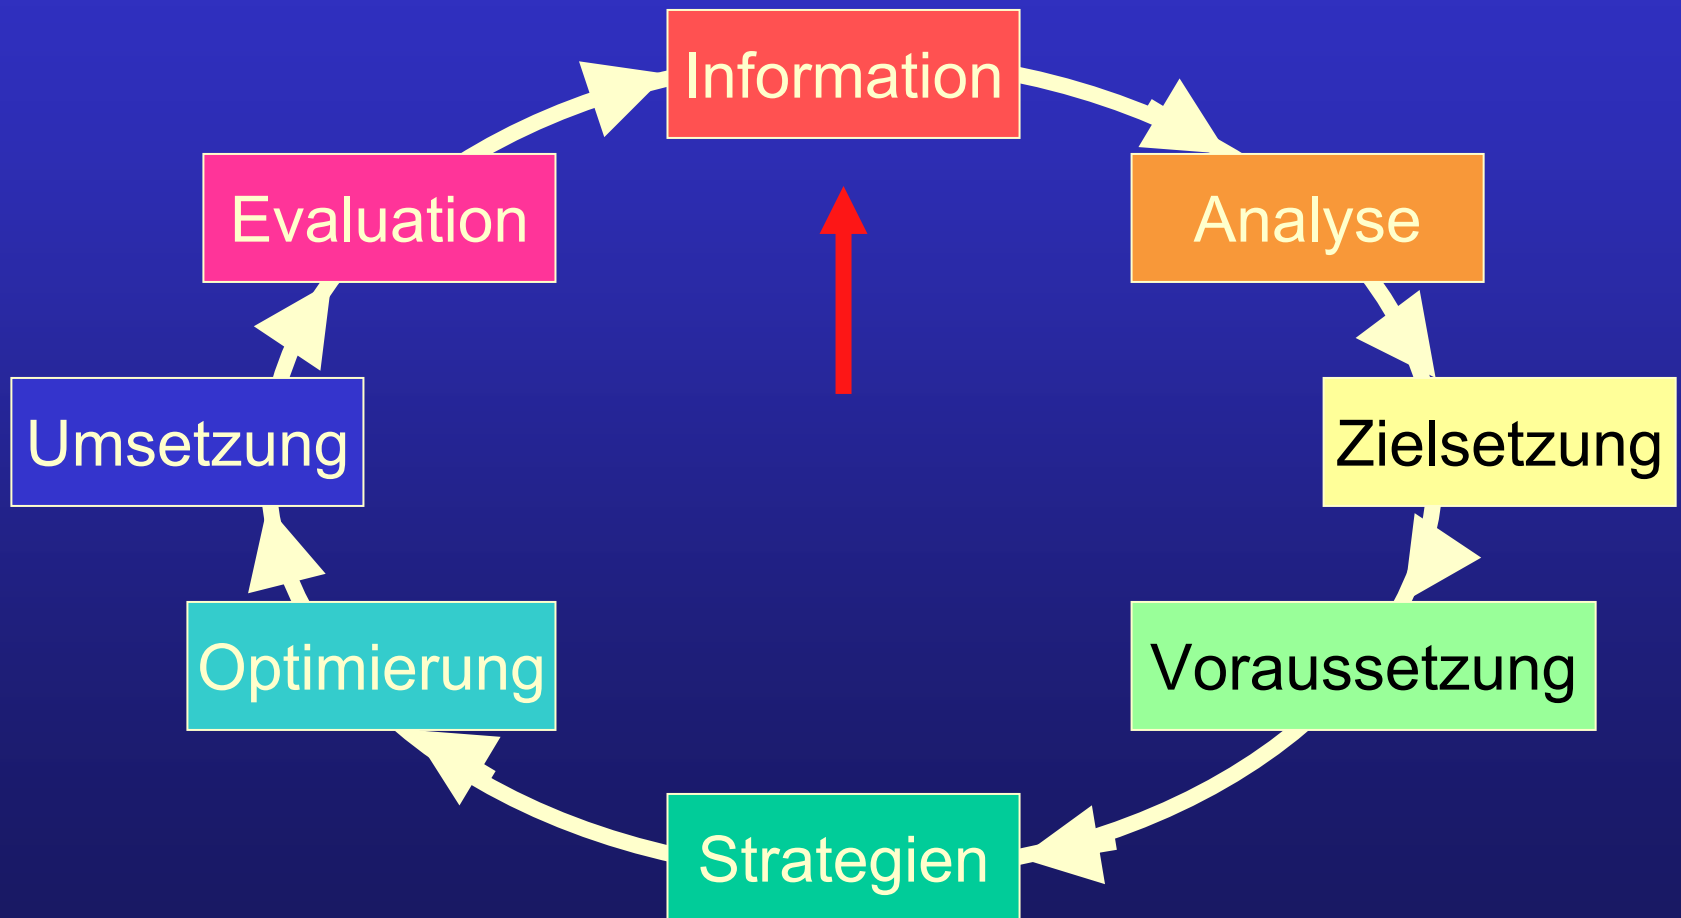 Information
Evaluation
Analyse
Umsetzung
Zielsetzung
Optimierung
Voraussetzung
Strategien